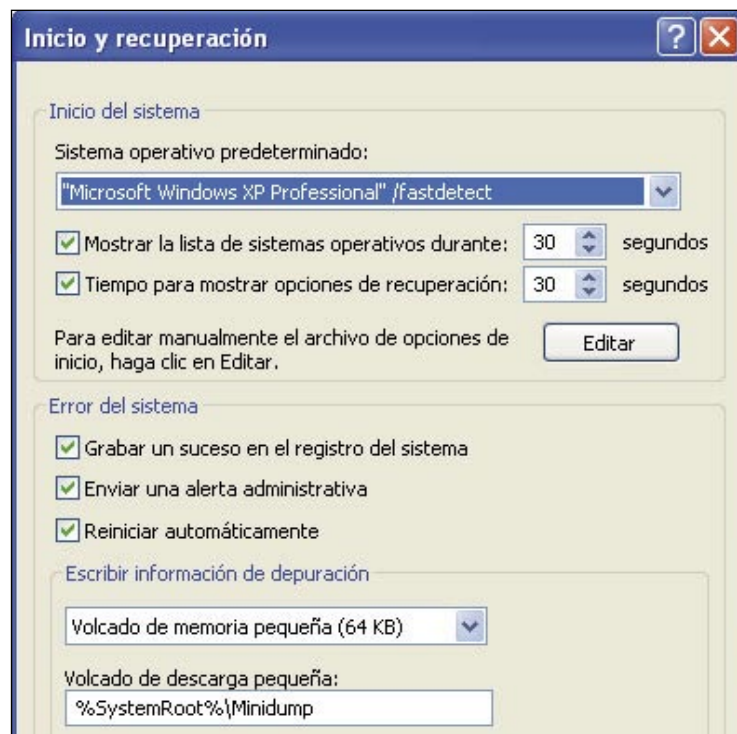 Inicio y recuperación
Inicio del sistema
Sistema operativo predeterminado:
"Microsoft Windows XP Professional" /fastdetect
Mostrar la lista de sistemas operativos durante: 30 segundos
Tiempo para mostrar opciones de recuperación: 30 segundos
Para editar manualmente el archivo de opciones de
inicio, haga clic en Editar.
Editar
Error del sistema
Grabar un suceso en el registro del sistema
Enviar una alerta administrativa
Reiniciar automáticamente
Escribir información de depuración
Volcado de memoria pequeña (64 KB)
Volcado de descarga pequeña:
%SystemRoot%\Minidump